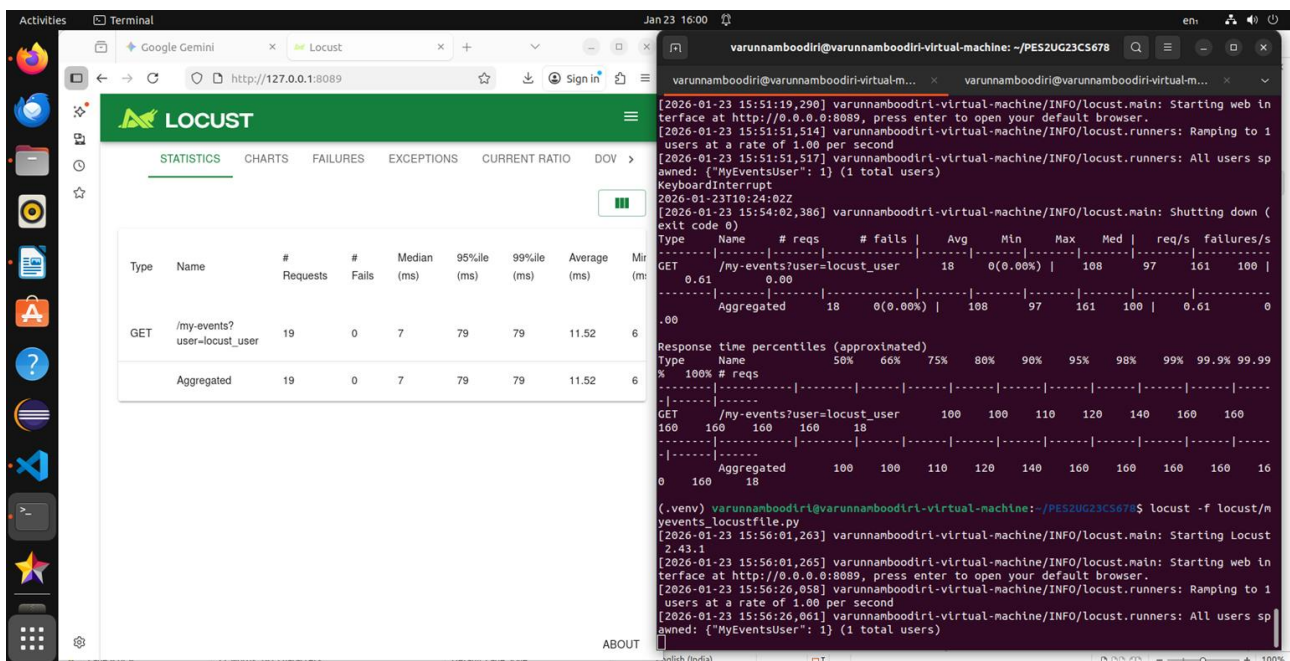 Activities Terminal Jan 23 16:00 en₁
Google Gemini × Locust × +
http://127.0.0.1:8089 Sign in
LOCUST
STATISTICS CHARTS FAILURES EXCEPTIONS CURRENT RATIO DOV >
Type Name # Requests # Fails Median (ms) 95%ile (ms) 99%ile (ms) Average (ms)
GET /my-events?user=locust_user 19 0 7 79 79 11.52 6
Aggregated 19 0 7 79 79 11.52 6
ABOUT
varunnamboodiri@varunnamboodiri-virtual-machine: ~/PES2UG23CS678
varunnamboodiri@varunnamboodiri-virtual-m... × varunnamboodiri@varunnamboodiri-virtual-m... ×
[2026-01-23 15:51:19,290] varunnamboodiri-virtual-machine/INFO/locust.main: Starting web in
terface at http://0.0.0.0:8089, press enter to open your default browser.
[2026-01-23 15:51:51,514] varunnamboodiri-virtual-machine/INFO/locust.runners: Ramping to 1
users at a rate of 1.00 per second
[2026-01-23 15:51:51,517] varunnamboodiri-virtual-machine/INFO/locust.runners: All users sp
awned: {"MyEventsUser": 1} (1 total users)
KeyboardInterrupt
2026-01-23T10:24:02Z
[2026-01-23 15:54:02,386] varunnamboodiri-virtual-machine/INFO/locust.main: Shutting down (
exit code 0)
Type Name # reqs # fails | Avg Min Max Med | req/s failures/s
--------|-----------|-------|-------------|-------|-------|-------|-------|--------|-----------
GET /my-events?user=locust_user 18 0(0.00%) | 108 97 161 100 |
0.61 0.00
--------|-----------|-------|-------------|-------|-------|-------|-------|--------|-----------
Aggregated 18 0(0.00%) | 108 97 161 100 | 0.61 0
.00
Response time percentiles (approximated)
Type Name 50% 66% 75% 80% 90% 95% 98% 99% 99.9% 99.99
% 100% # reqs
--------|-----------|--------|------|------|------|------|------|------|------|------|-----
-|------|------
GET /my-events?user=locust_user 100 100 110 120 140 160 160
160 160 160 160 18
--------|-----------|--------|------|------|------|------|------|------|------|------|-----
-|------|------
Aggregated 100 100 110 120 140 160 160 160 160 16
0 160 18
(.venv) varunnamboodiri@varunnamboodiri-virtual-machine:~/PES2UG23CS678$ locust -f locust/m
yevents_locustfile.py
[2026-01-23 15:56:01,263] varunnamboodiri-virtual-machine/INFO/locust.main: Starting Locust
2.43.1
[2026-01-23 15:56:01,265] varunnamboodiri-virtual-machine/INFO/locust.main: Starting web in
terface at http://0.0.0.0:8089, press enter to open your default browser.
[2026-01-23 15:56:26,058] varunnamboodiri-virtual-machine/INFO/locust.runners: Ramping to 1
users at a rate of 1.00 per second
[2026-01-23 15:56:26,061] varunnamboodiri-virtual-machine/INFO/locust.runners: All users sp
awned: {"MyEventsUser": 1} (1 total users)
100%